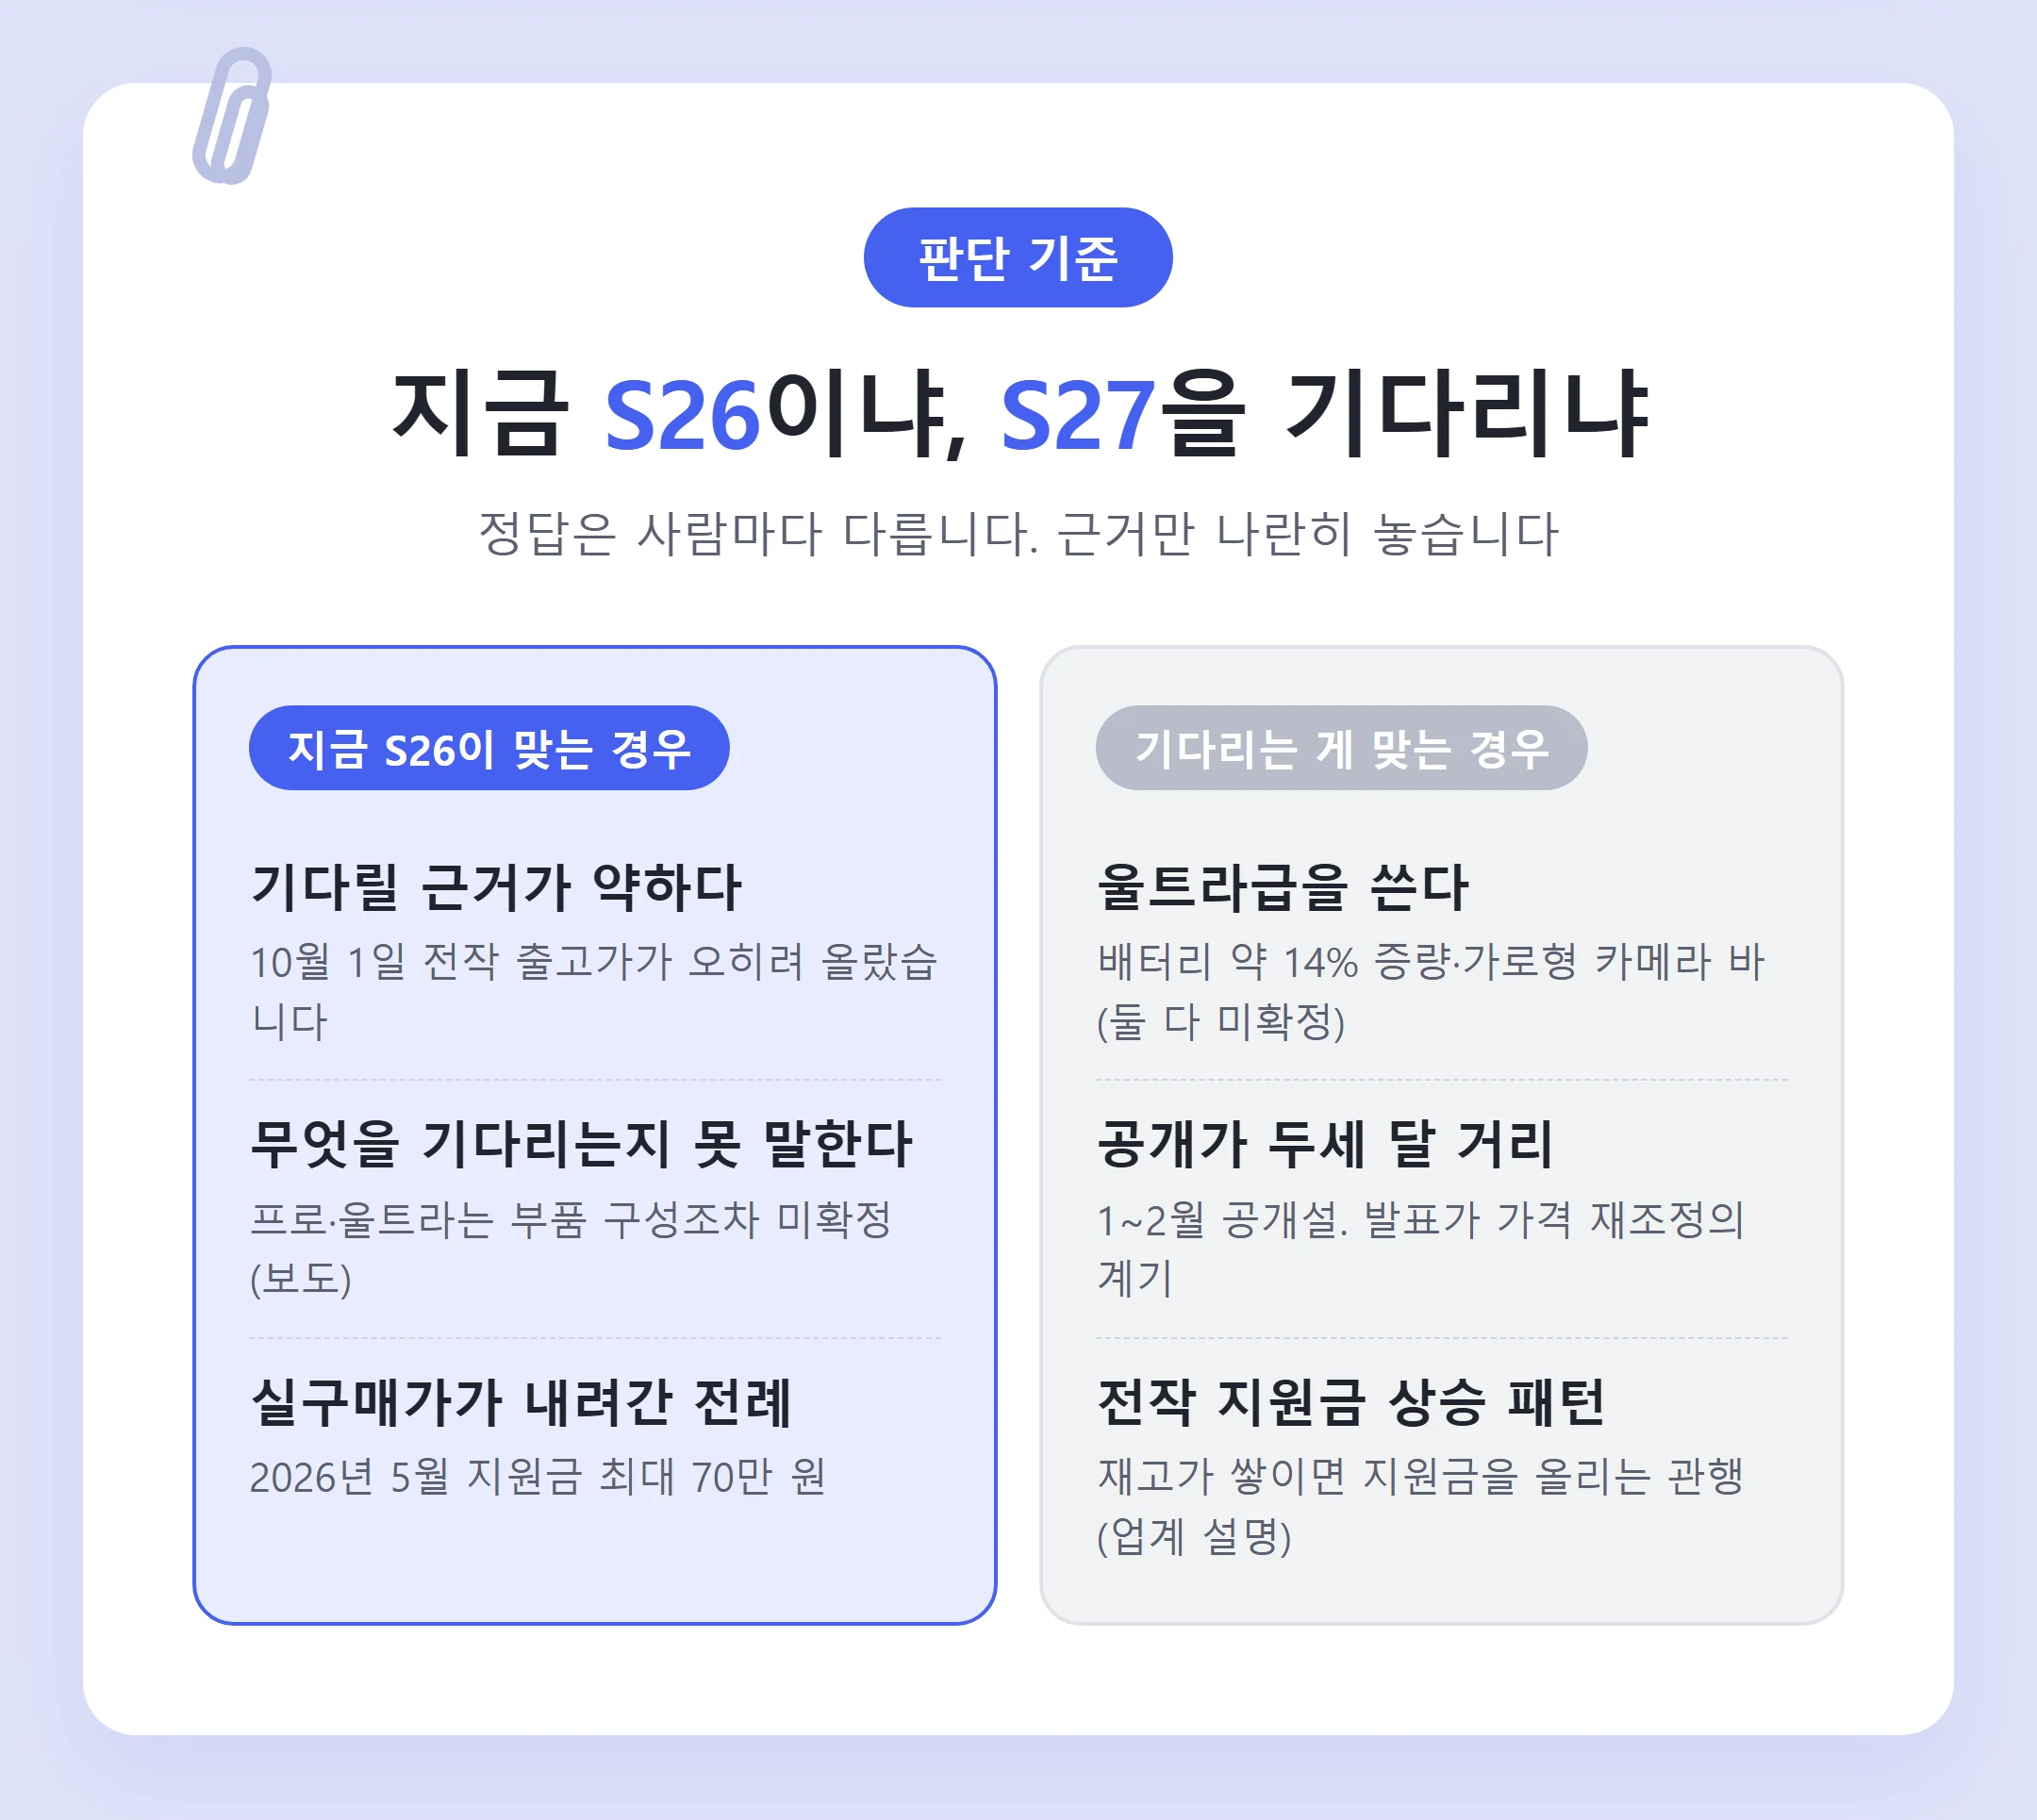 판단 기준
지금 S26이냐, S27을 기다리냐
정답은 사람마다 다릅니다. 근거만 나란히 놓습니다
지금 S26이 맞는 경우
기다릴 근거가 약하다
10월 1일 전작 출고가가 오히려 올랐습
니다
무엇을 기다리는지 못 말한다
프로·울트라는 부품 구성조차 미확정
(보도)
실구매가가 내려간 전례
2026년 5월 지원금 최대 70만 원
기다리는 게 맞는 경우
울트라급을 쓴다
배터리 약 14% 증량·가로형 카메라 바
(둘 다 미확정)
공개가 두세 달 거리
1~2월 공개설. 발표가 가격 재조정의
계기
전작 지원금 상승 패턴
재고가 쌓이면 지원금을 올리는 관행
(업계 설명)